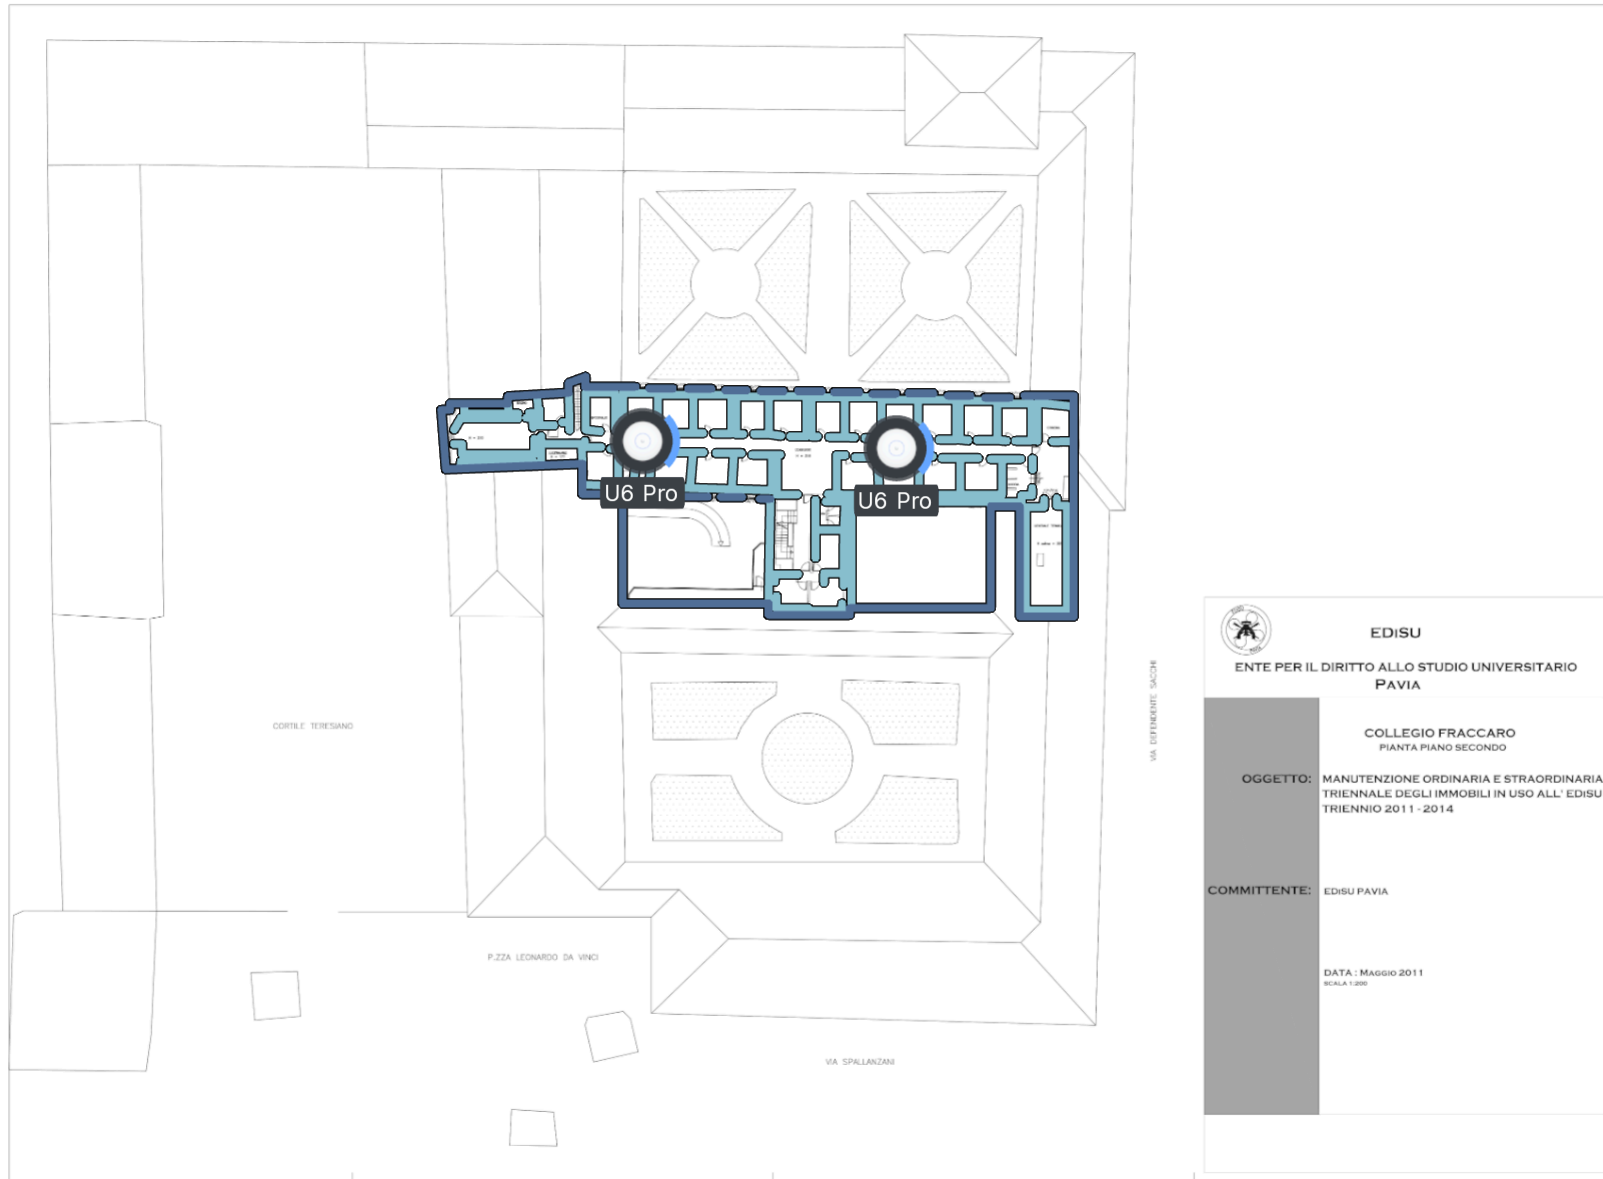 U6 Pro
U6 Pro
CORTILE TERESIANO
VIA DEFENDENTE SACCHI
P.ZZA LEONARDO DA VINCI
VIA SPALLANZANI
EDiSU
ENTE PER IL DIRITTO ALLO STUDIO UNIVERSITARIO
PAVIA
COLLEGIO FRACCARO
PIANTA PIANO SECONDO
OGGETTO: MANUTENZIONE ORDINARIA E STRAORDINARIA
TRIENNALE DEGLI IMMOBILI IN USO ALL' EDiSU
TRIENNIO 2011 - 2014
COMMITTENTE: EDiSU PAVIA
DATA : MAGGIO 2011
SCALA 1:200